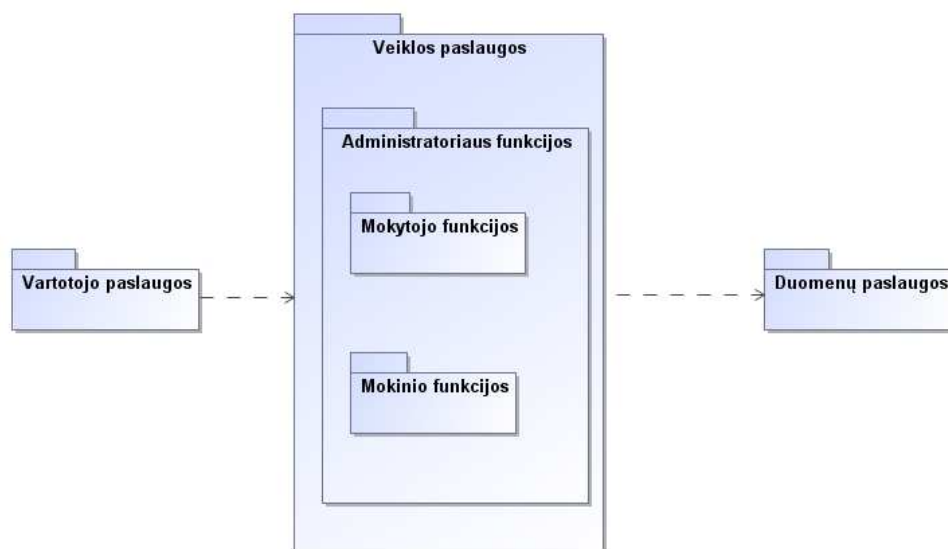 Veiklos paslaugos
Administratoriaus funkcijos
Mokytojo funkcijos
Vartotojo paslaugos
Duomenų paslaugos
Mokinio funkcijos